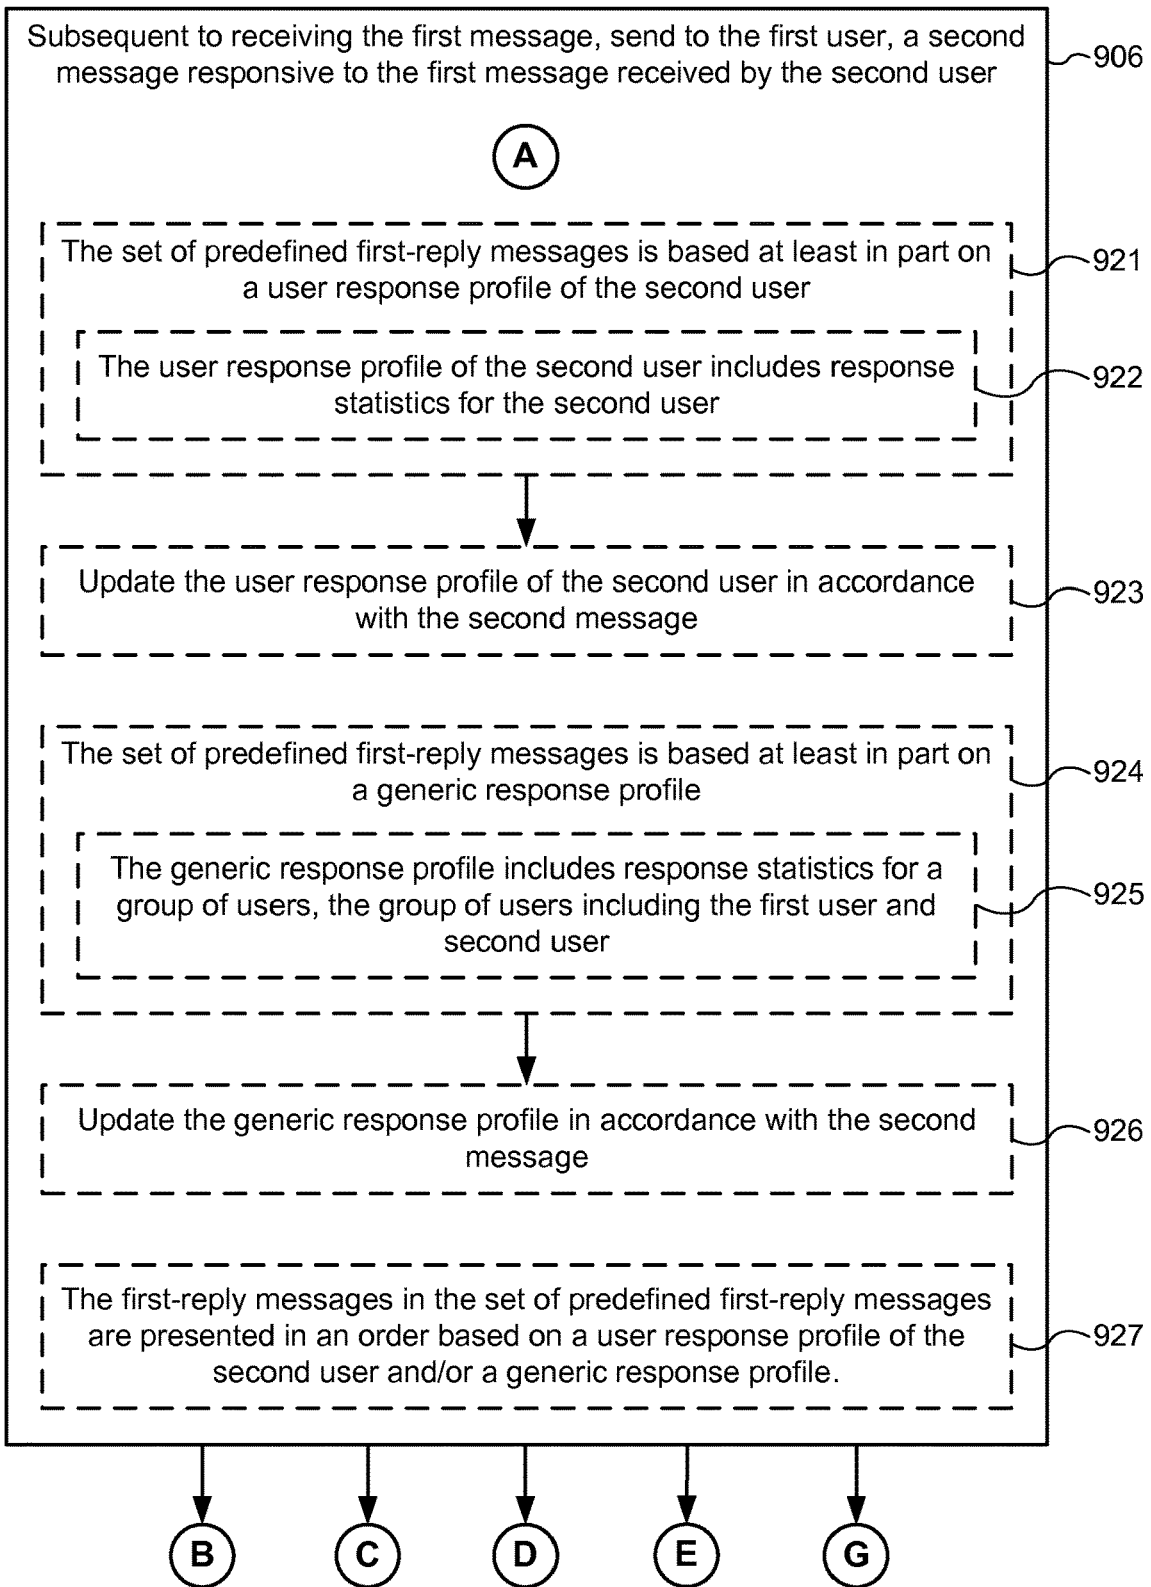 Subsequent to receiving the first message, send to the first user, a second
message responsive to the first message received by the second user
906
A
The set of predefined first-reply messages is based at least in part on
a user response profile of the second user
921
The user response profile of the second user includes response
statistics for the second user
922
Update the user response profile of the second user in accordance
with the second message
923
The set of predefined first-reply messages is based at least in part on
a generic response profile
924
The generic response profile includes response statistics for a
group of users, the group of users including the first user and
second user
925
Update the generic response profile in accordance with the second
message
926
The first-reply messages in the set of predefined first-reply messages
are presented in an order based on a user response profile of the
second user and/or a generic response profile.
927
B
C
D
E
G